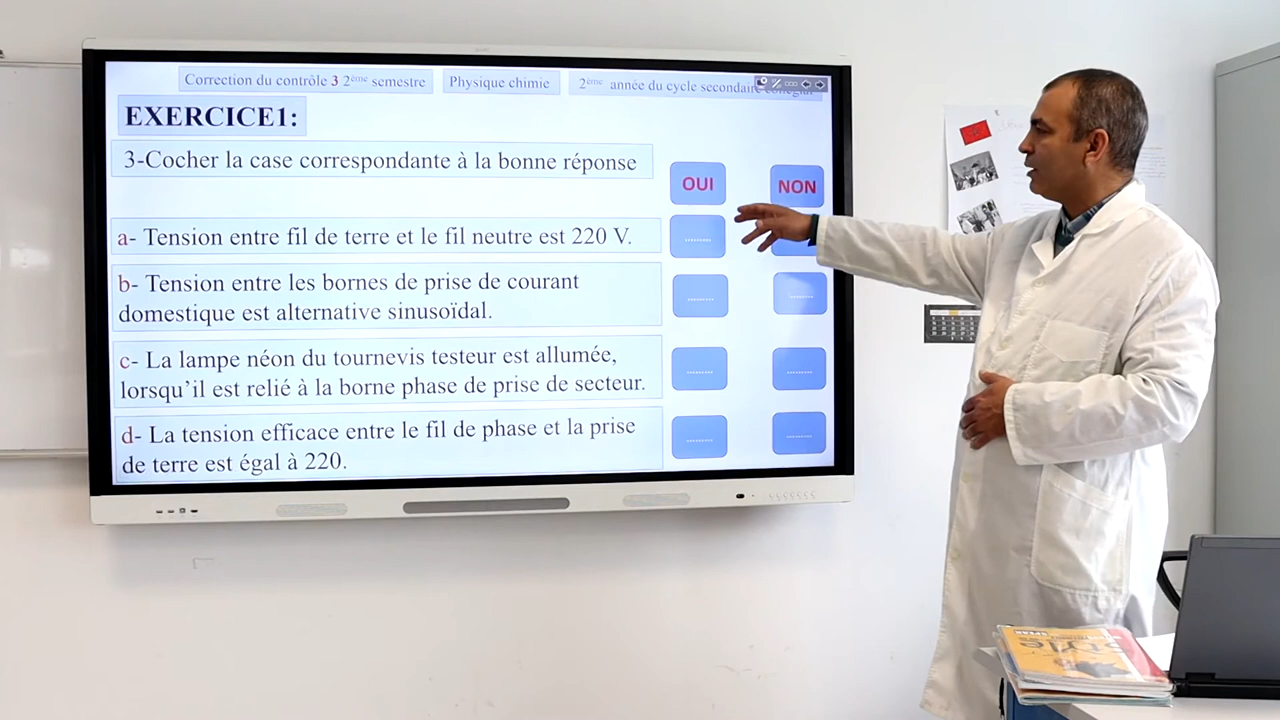 Correction du contrôle 3 2ème semestre
Physique chimie
2ème année du cycle secondaire collégial
EXERCICE1:
3-Cocher la case correspondante à la bonne réponse
OUI
NON
a- Tension entre fil de terre et le fil neutre est 220 V.
.........
b- Tension entre les bornes de prise de courant
domestique est alternative sinusoïdal.
.........
.........
c- La lampe néon du tournevis testeur est allumée,
lorsqu’il est relié à la borne phase de prise de secteur.
.........
.........
d- La tension efficace entre le fil de phase et la prise
de terre est égal à 220.
.........
.........